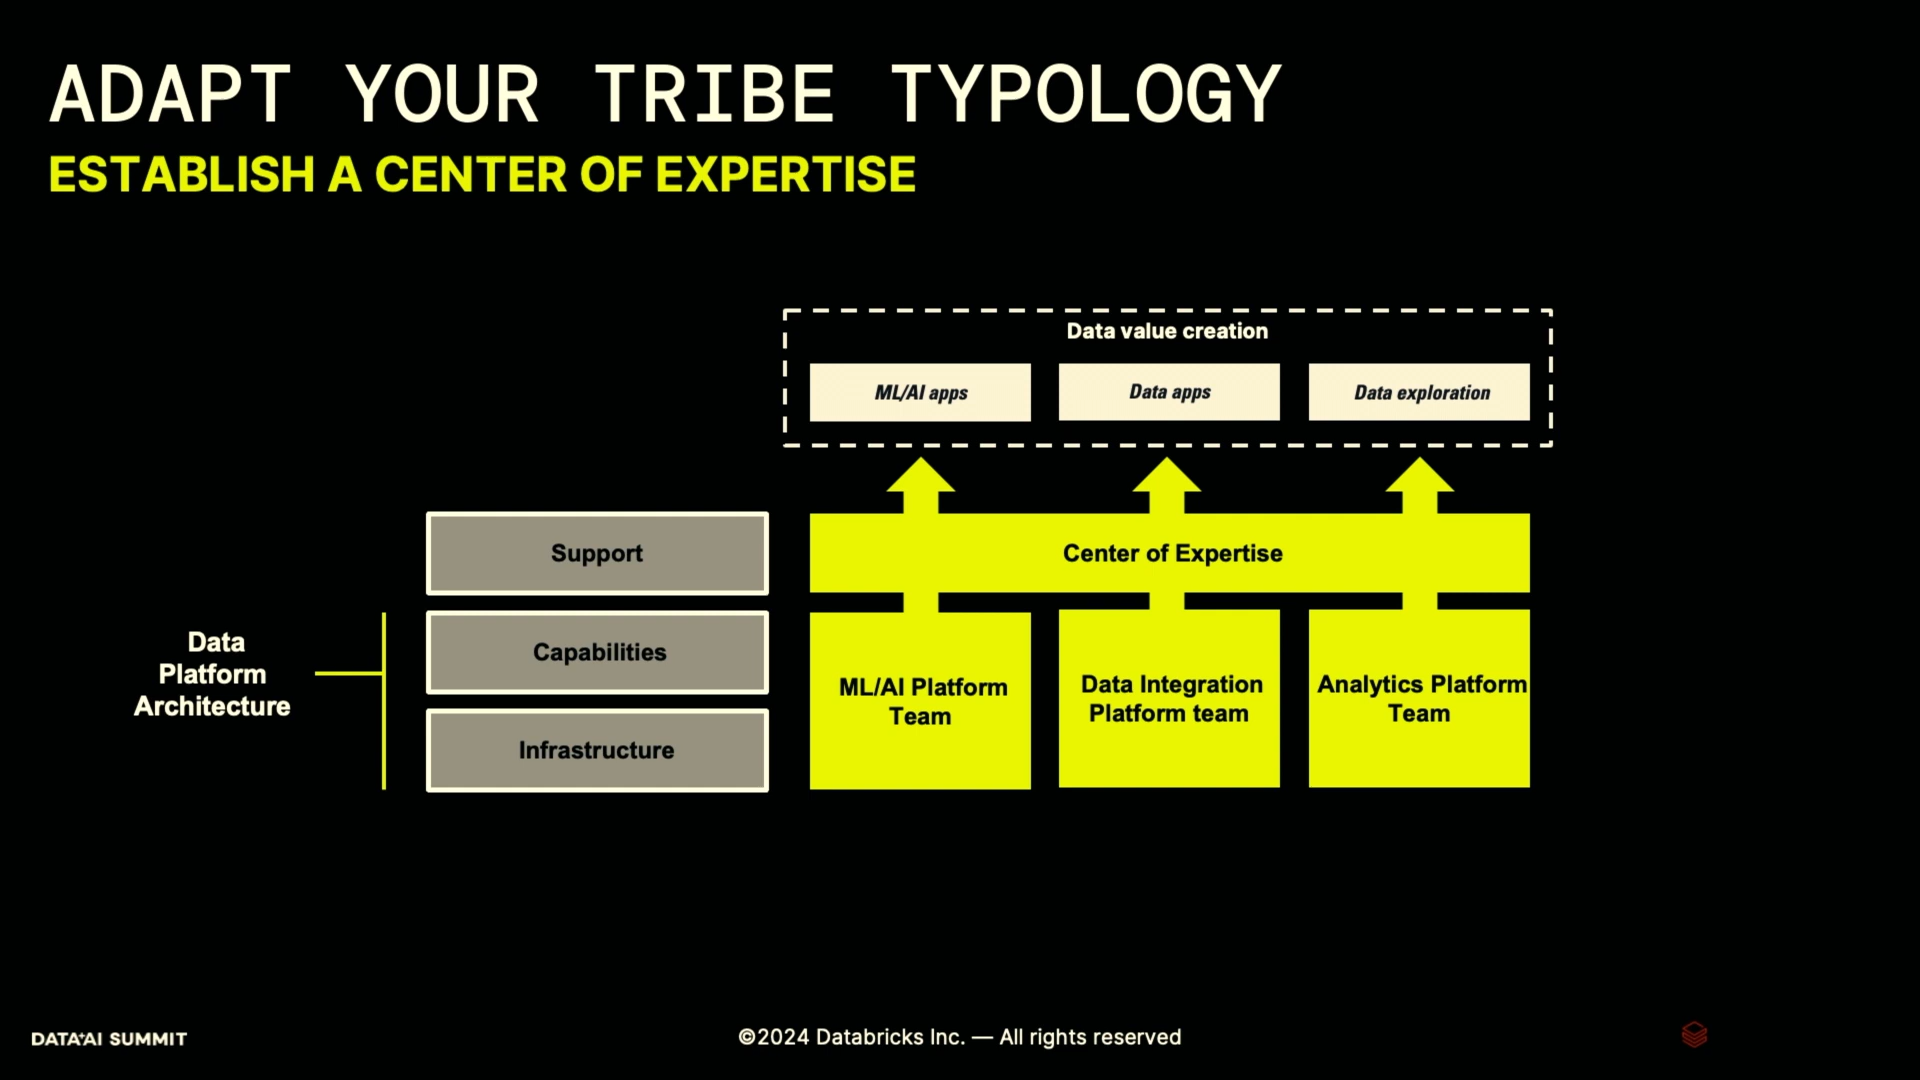 ADAPT YOUR TRIBE TYPOLOGY
ESTABLISH A CENTER OF EXPERTISE
Data value creation
ML/AI apps
Data apps
Data exploration
Support
Center of Expertise
Data
Platform
Architecture
Capabilities
Infrastructure
ML/AI Platform
Team
Data Integration
Platform team
Analytics Platform
Team
DATA+AI SUMMIT
©2024 Databricks Inc. — All rights reserved